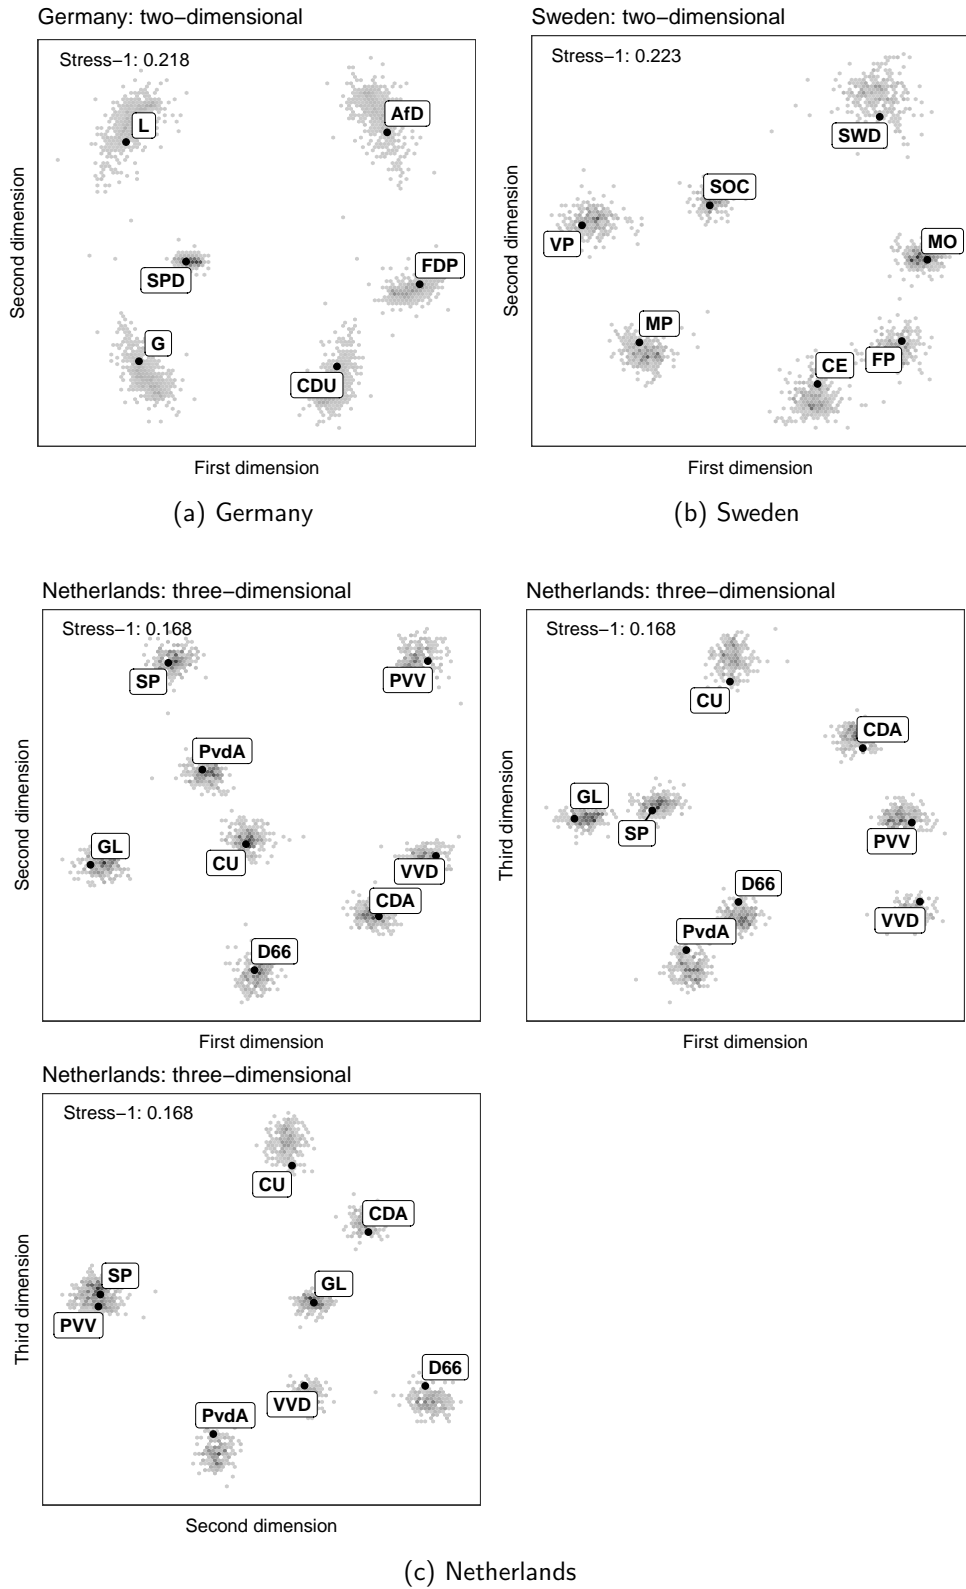 Germany: two−dimensional
Stress−1: 0.218
L
AfD
SPD
FDP
G
CDU
Second dimension
First dimension
(a) Germany
Sweden: two−dimensional
Stress−1: 0.223
SWD
SOC
VP
MO
MP
CE
FP
Second dimension
First dimension
(b) Sweden
Netherlands: three−dimensional
Stress−1: 0.168
SP
PVV
PvdA
GL
CU
VVD
CDA
D66
Second dimension
First dimension
Netherlands: three−dimensional
Stress−1: 0.168
CU
CDA
GL
SP
PVV
D66
VVD
PvdA
Third dimension
First dimension
Netherlands: three−dimensional
Stress−1: 0.168
CU
CDA
SP
GL
PVV
D66
VVD
PvdA
Third dimension
Second dimension
(c) Netherlands